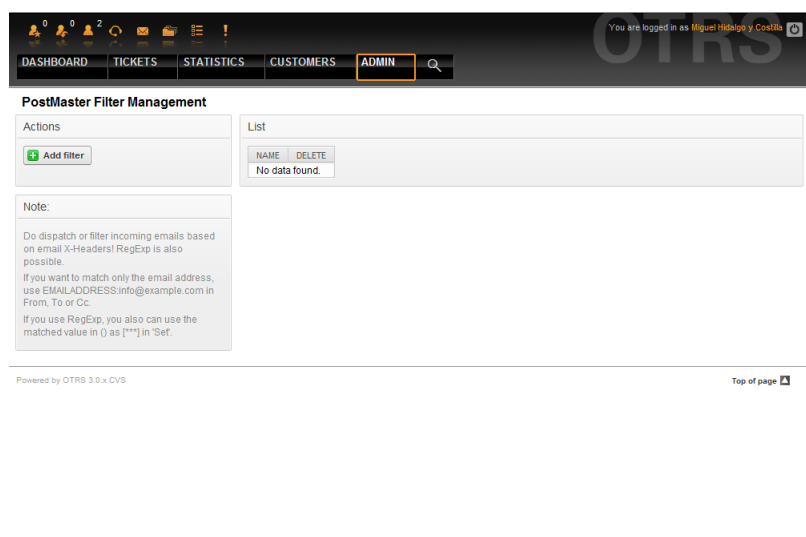 0 0 2
You are logged in as Miguel Hidalgo y Costilla
OTRS
DASHBOARD TICKETS STATISTICS CUSTOMERS ADMIN
PostMaster Filter Management
Actions
Add filter
List
NAME DELETE
No data found.
Note:
Do dispatch or filter incoming emails based
on email X-Headers! RegExp is also
possible.
If you want to match only the email address,
use EMAILADDRESS:info@example.com in
From, To or Cc.
If you use RegExp, you also can use the
matched value in () as [***] in 'Set'.
Powered by OTRS 3.0.x CVS
Top of page